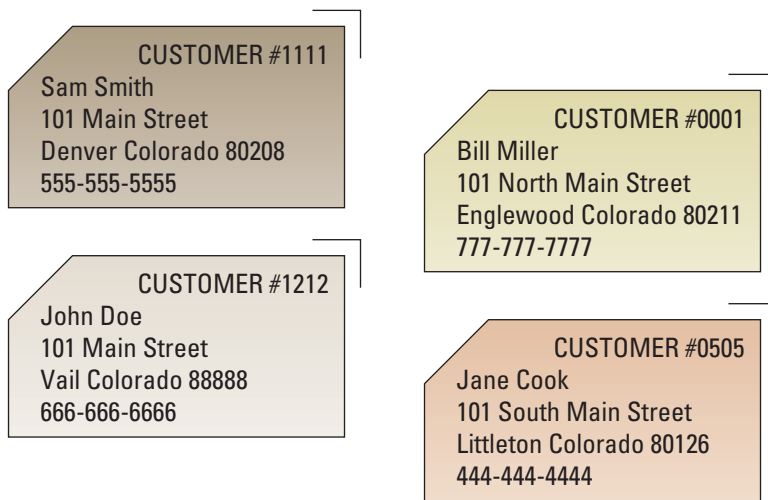 CUSTOMER #1111
Sam Smith
101 Main Street
Denver Colorado 80208
555-555-5555
CUSTOMER #0001
Bill Miller
101 North Main Street
Englewood Colorado 80211
777-777-7777
CUSTOMER #1212
John Doe
101 Main Street
Vail Colorado 88888
666-666-6666
CUSTOMER #0505
Jane Cook
101 South Main Street
Littleton Colorado 80126
444-444-4444